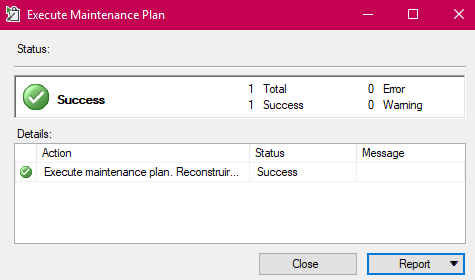 Execute Maintenance Plan
Status:
Success
1 Total 0 Error
1 Success 0 Warning
Details:
Action Status Message
Execute maintenance plan. Reconstruir... Success
Close Report